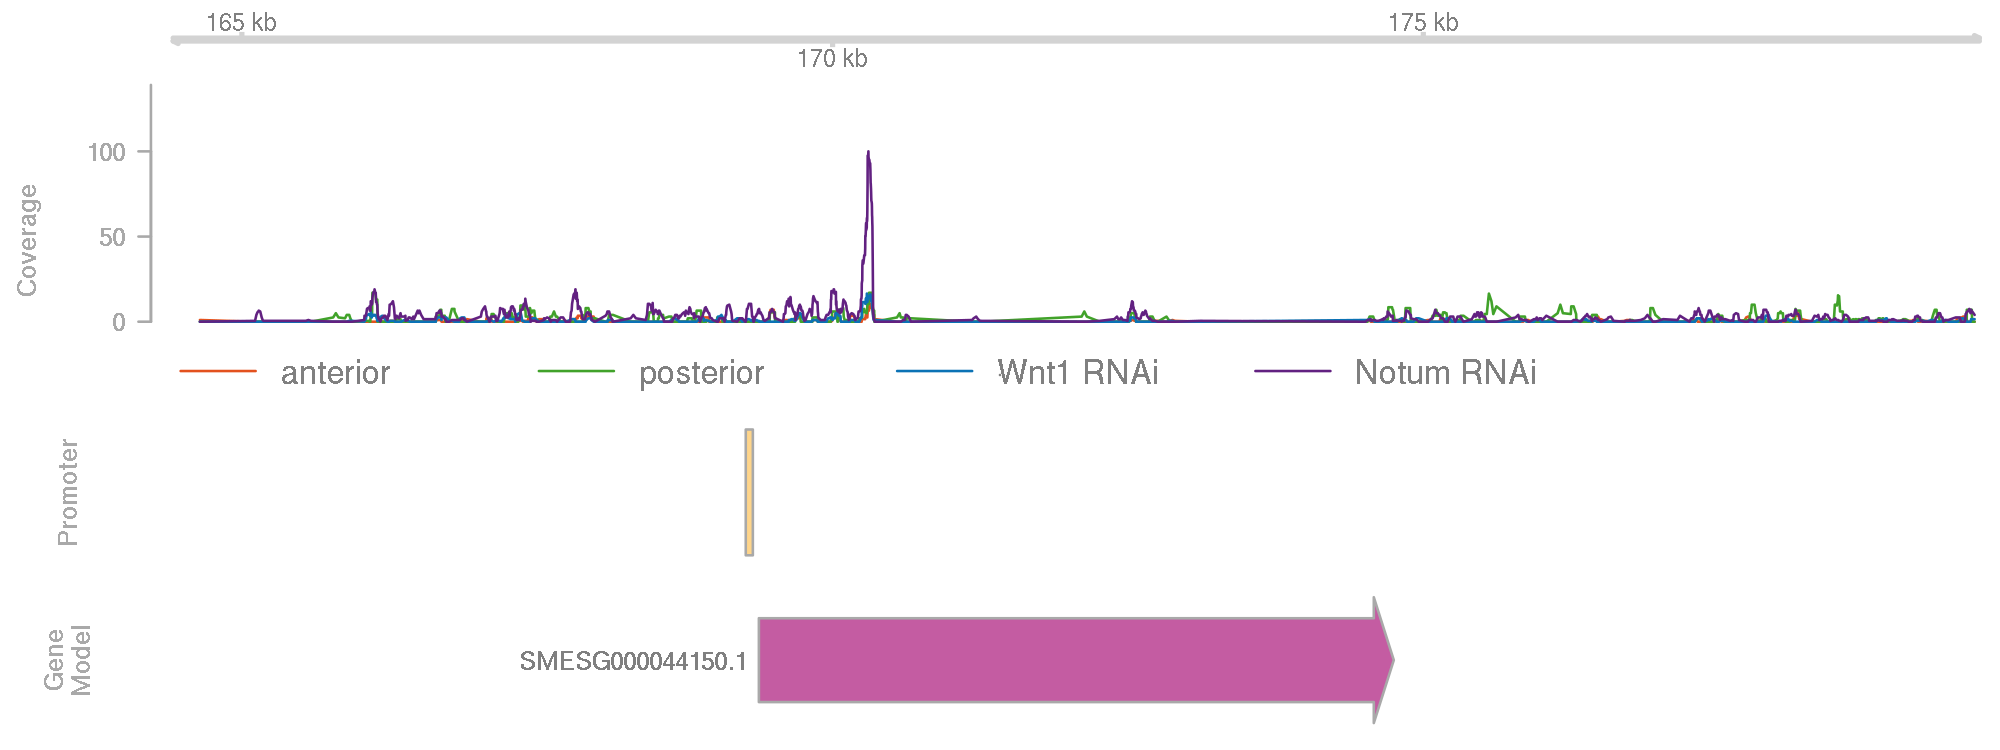 165 kb
175 kb
170 kb
Coverage
100
50
0
anterior posterior Wnt1 RNAi Notum RNAi
Promoter
Gene
Model
SMESG000044150.1